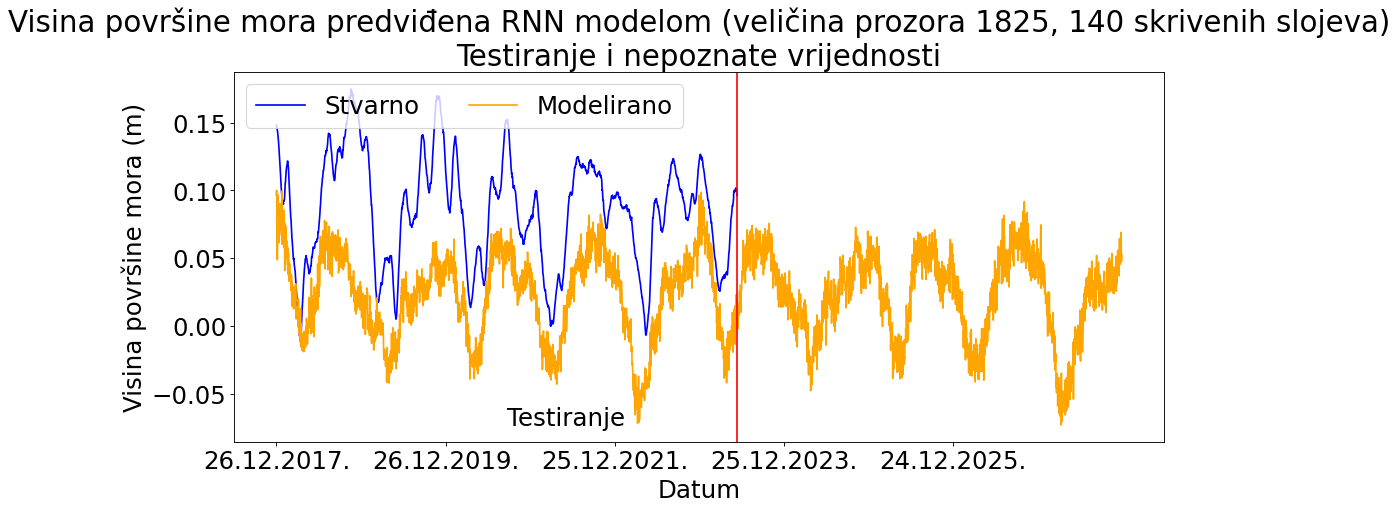 Visina površine mora predviđena RNN modelom (veličina prozora 1825, 140 skrivenih slojeva)
Testiranje i nepoznate vrijednosti
Stvarno
Modelirano
Visina površine mora (m)
0.15
0.10
0.05
0.00
−0.05
Testiranje
26.12.2017.
26.12.2019.
25.12.2021.
25.12.2023.
24.12.2025.
Datum